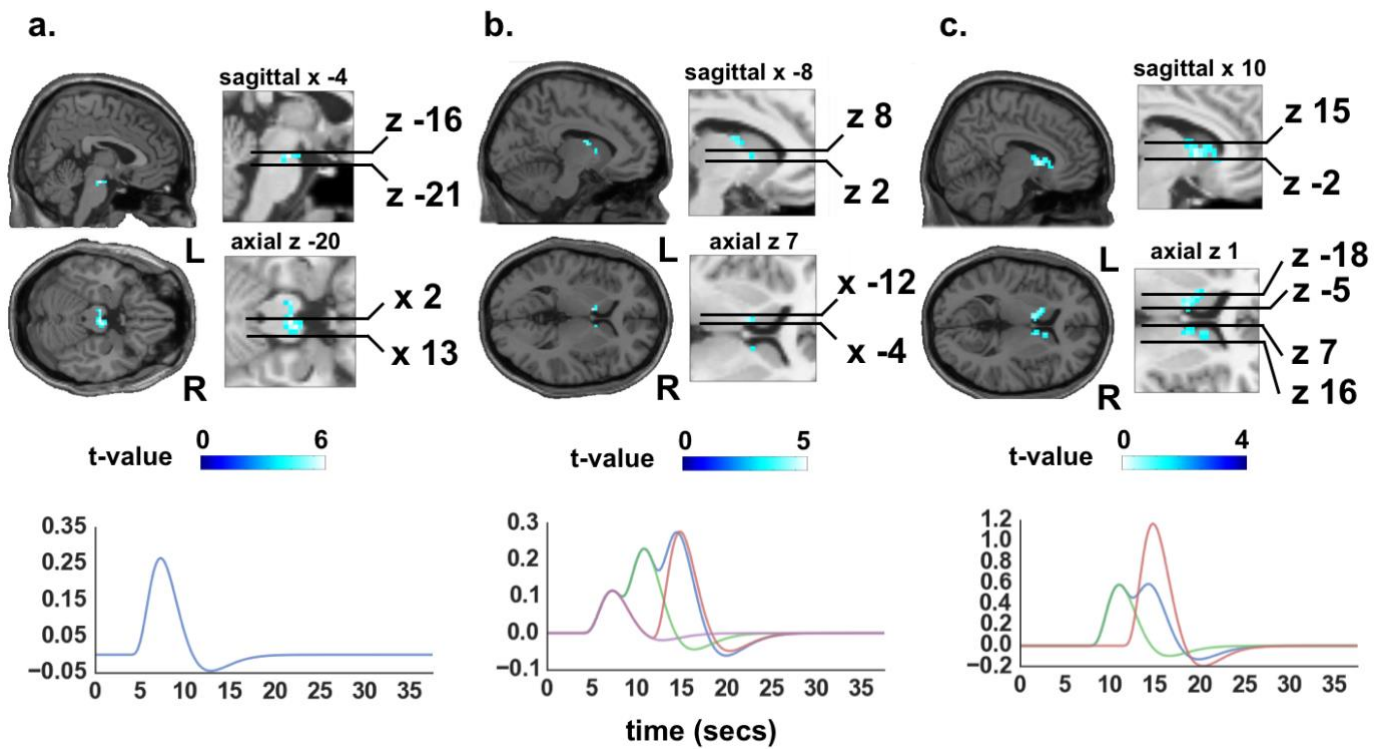 a.
sagittal x -4
z -16
z -21
L
axial z -20
x 2
x 13
R
t-value
0
6
0.35
0.25
0.15
0.05
−0.05
0 5 10 15 20 25 30 35
b.
sagittal x -8
z 8
z 2
L
axial z 7
x -12
x -4
R
t-value
0
5
0.3
0.2
0.1
0.0
−0.1
0 5 10 15 20 25 30 35
time (secs)
c.
sagittal x 10
z 15
z -2
L
axial z 1
z -18
z -5
z 7
z 16
R
t-value
0
4
1.2
1.0
0.8
0.6
0.4
0.2
0.0
−0.2
0 5 10 15 20 25 30 35